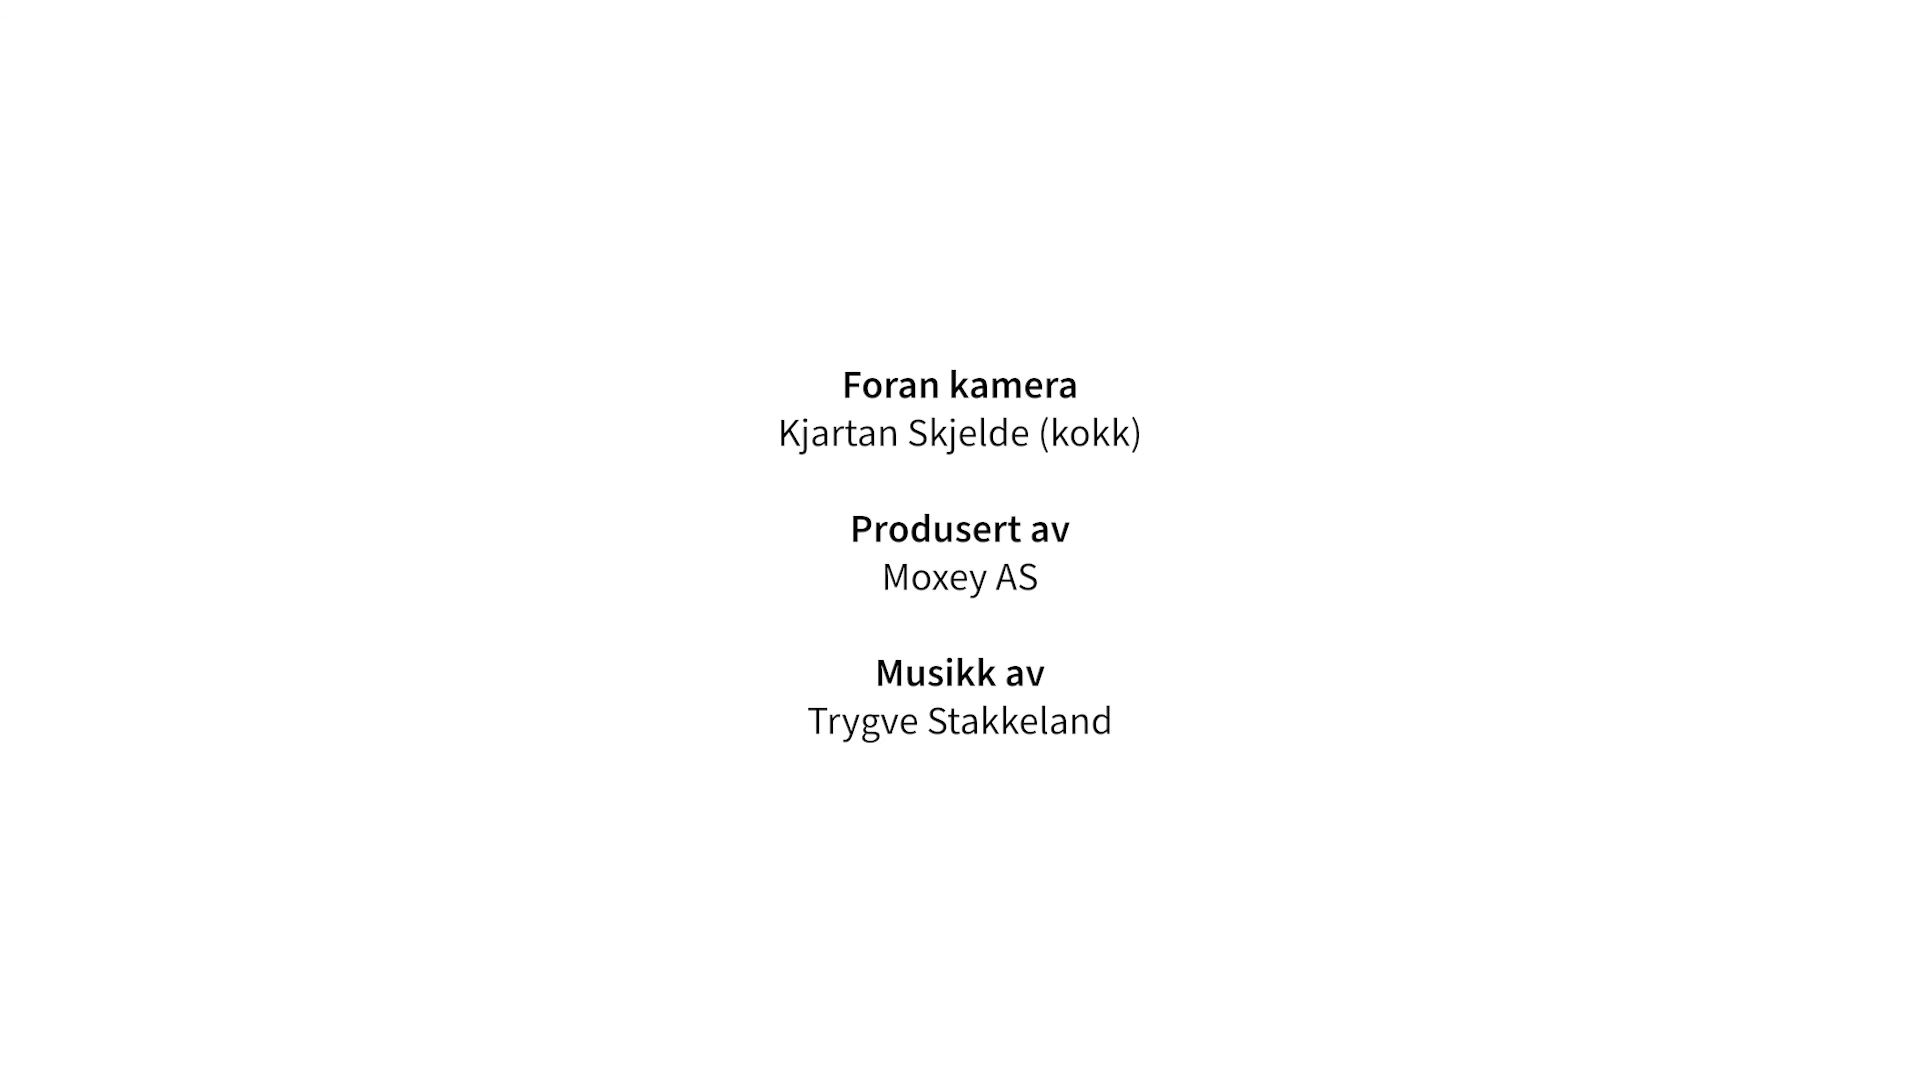 Foran kamera
Kjartan Skjelde (kokk)
Produsert av
Moxey AS
Musikk av
Trygve Stakkeland